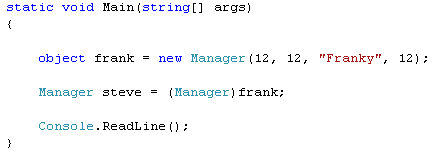 static void Main(string[] args)
{
object frank = new Manager(12, 12, "Franky", 12);
Manager steve = (Manager)frank;
Console.ReadLine();
}